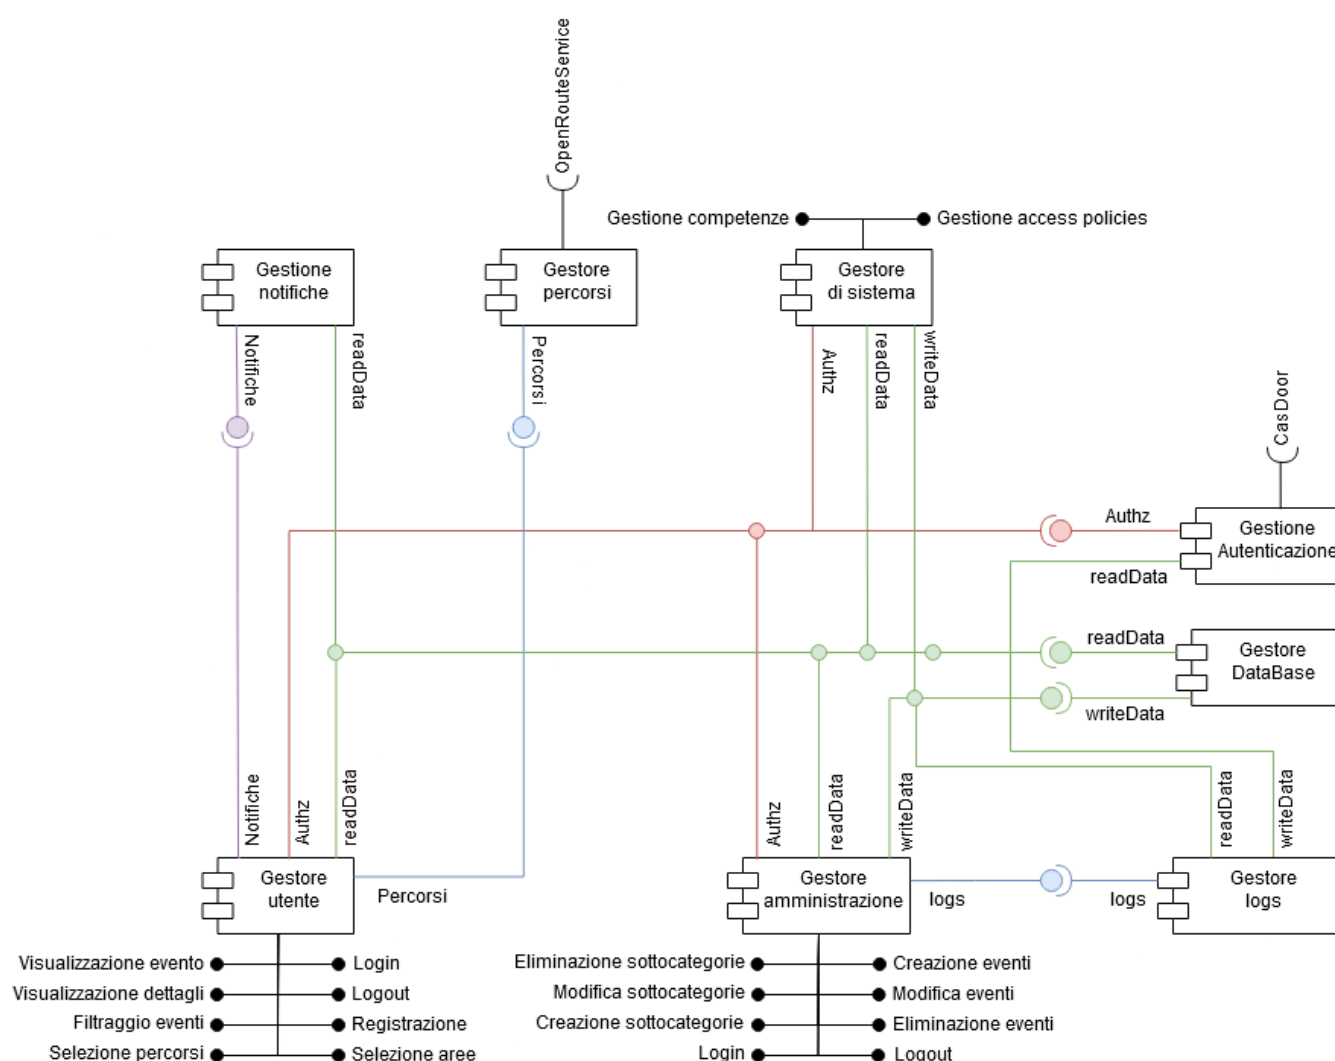 OpenRouteService
Gestione competenze
Gestione access policies
Gestione
notifiche
Gestore
percorsi
Gestore
di sistema
Notifiche
readData
Percorsi
Authz
readData
writeData
CasDoor
Authz
Gestione
Autenticazione
readData
readData
Gestore
DataBase
writeData
Notifiche
Authz
readData
Authz
readData
writeData
readData
writeData
Gestore
utente
Percorsi
Gestore
amministrazione
logs
logs
Gestore
logs
Visualizzazione evento
Login
Visualizzazione dettagli
Logout
Filtraggio eventi
Registrazione
Selezione percorsi
Selezione aree
Eliminazione sottocategorie
Creazione eventi
Modifica sottocategorie
Modifica eventi
Creazione sottocategorie
Eliminazione eventi
Login
Logout